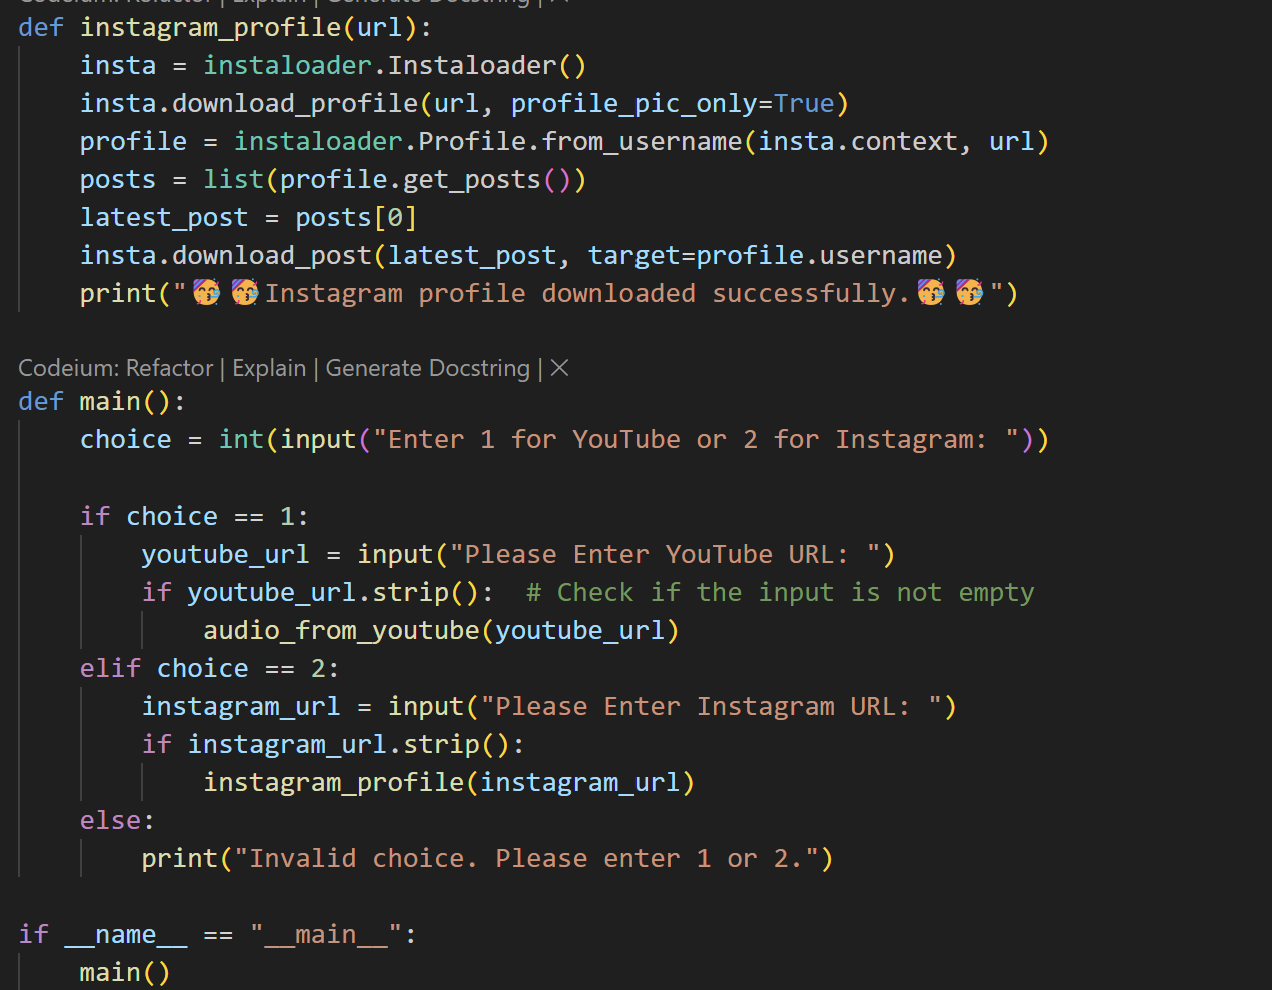 Codeium: Refactor | Explain | Generate Docstring | ✕
def instagram_profile(url):
    insta = instaloader.Instaloader()
    insta.download_profile(url, profile_pic_only=True)
    profile = instaloader.Profile.from_username(insta.context, url)
    posts = list(profile.get_posts())
    latest_post = posts[0]
    insta.download_post(latest_post, target=profile.username)
    print("🥳🥳Instagram profile downloaded successfully.🥳🥳")
Codeium: Refactor | Explain | Generate Docstring | ✕
def main():
    choice = int(input("Enter 1 for YouTube or 2 for Instagram: "))
    if choice == 1:
        youtube_url = input("Please Enter YouTube URL: ")
        if youtube_url.strip():  # Check if the input is not empty
            audio_from_youtube(youtube_url)
    elif choice == 2:
        instagram_url = input("Please Enter Instagram URL: ")
        if instagram_url.strip():
            instagram_profile(instagram_url)
    else:
        print("Invalid choice. Please enter 1 or 2.")
if __name__ == "__main__":
    main()